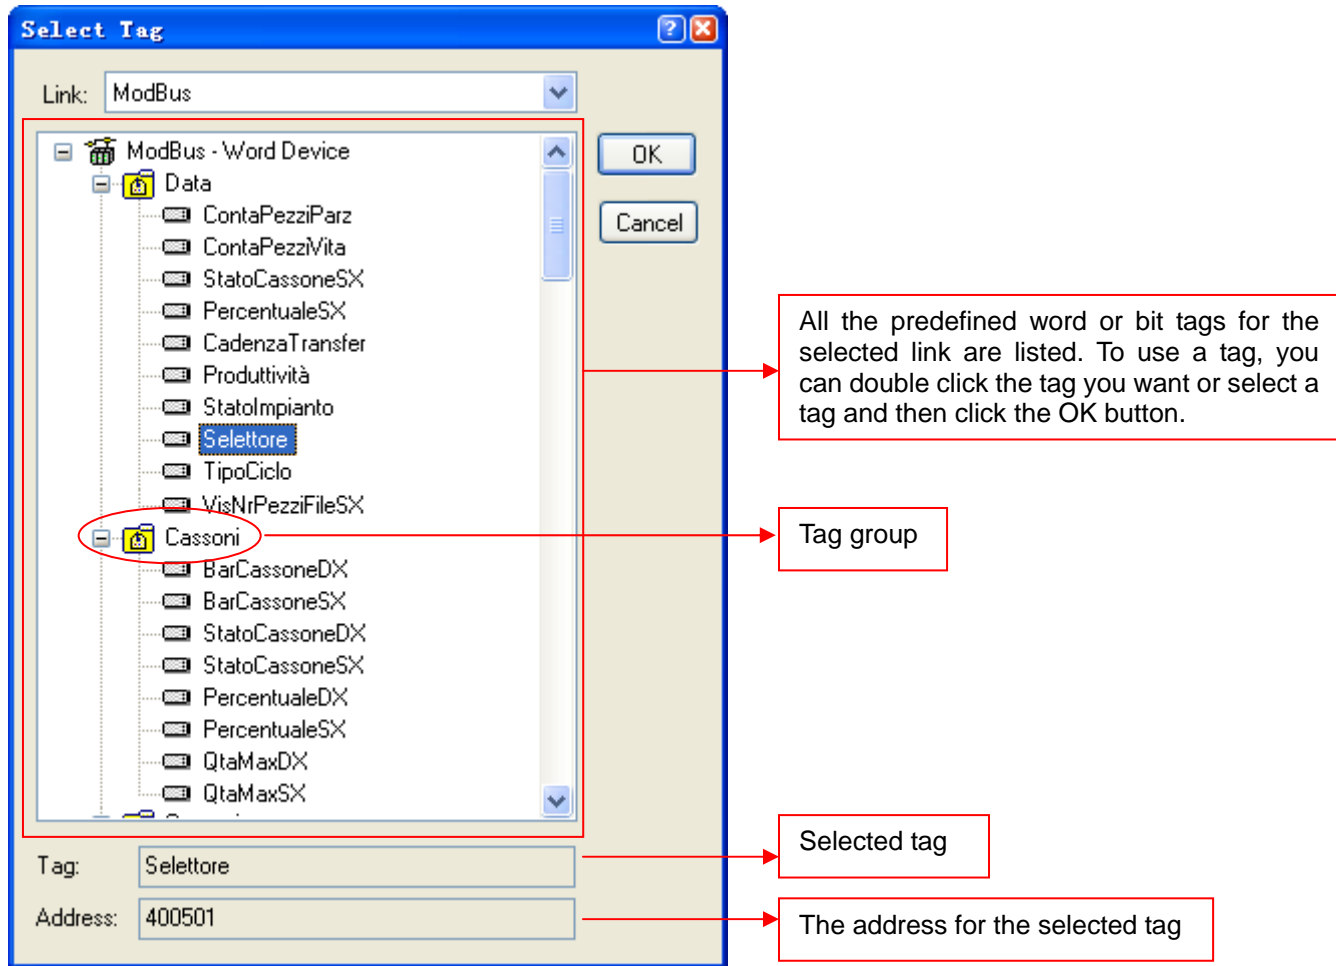 Select Tag
Link: ModBus
ModBus - Word Device
Data
ContaPezziParz
ContaPezziVita
StatoCassoneSX
PercentualeSX
CadenzaTransfer
Produttività
StatoImpianto
Selettore
TipoCiclo
VisNrPezziFileSX
Cassoni
BarCassoneDX
BarCassoneSX
StatoCassoneDX
StatoCassoneSX
PercentualeDX
PercentualeSX
QtaMaxDX
QtaMaxSX
OK
Cancel
Tag: Selettore
Address: 400501
All the predefined word or bit tags for the
selected link are listed. To use a tag, you
can double click the tag you want or select a
tag and then click the OK button.
Tag group
Selected tag
The address for the selected tag